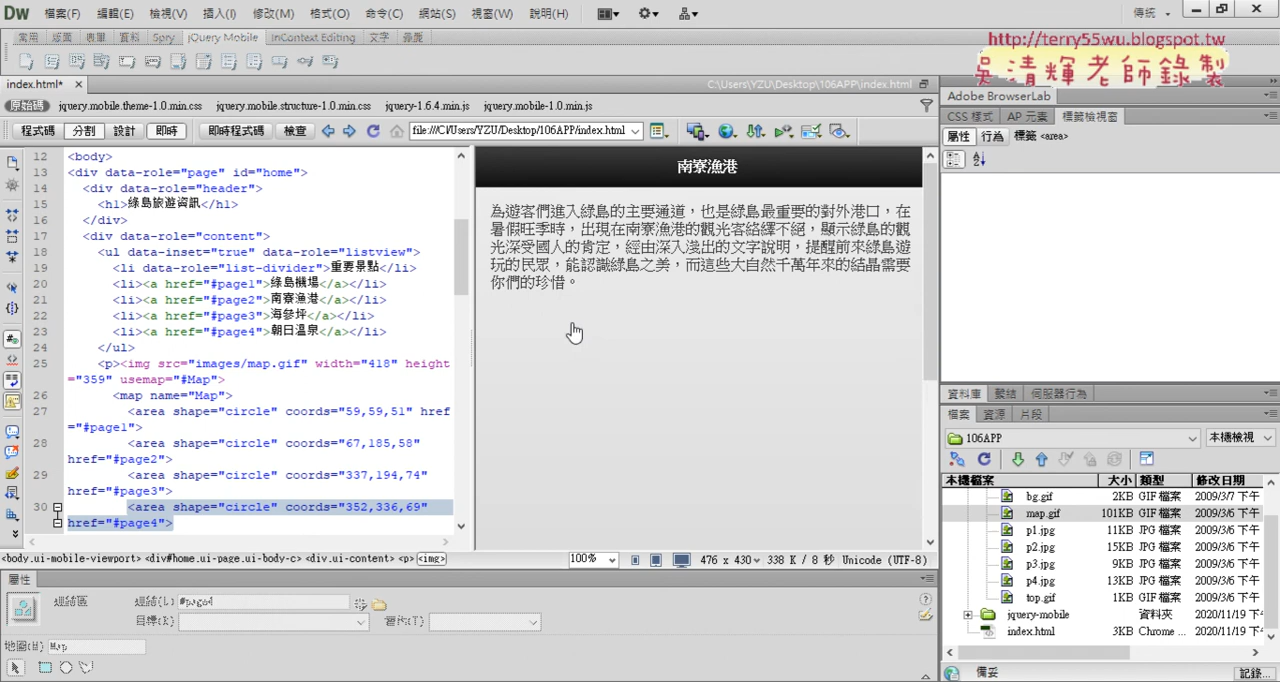 Dw 檔案(F) 編輯(E) 檢視(V) 插入(I) 修改(M) 格式(O) 命令(C) 網站(S) 視窗(W) 說明(H) 傳統
常用 版面 表單 資料 Spry jQuery Mobile InContext Editing 文字
http://terry55wu.blogspot.tw
吳清輝老師錄製
index.html* C:\Users\YZU\Desktop\106APP\index.html
原始碼 jquery.mobile.theme-1.0.min.css jquery.mobile.structure-1.0.min.css jquery-1.6.4.min.js jquery.mobile-1.0.min.js
程式碼 分割 設計 即時 即時程式碼 檢查 file:///C|/Users/YZU/Desktop/106APP/index.html
12 <body>
13 <div data-role="page" id="home">
14 <div data-role="header">
15 <h1>綠島旅遊資訊</h1>
16 </div>
17 <div data-role="content">
18 <ul data-inset="true" data-role="listview">
19 <li data-role="list-divider">重要景點</li>
20 <li><a href="#page1">綠島機場</a></li>
21 <li><a href="#page2">南寮漁港</a></li>
22 <li><a href="#page3">海參坪</a></li>
23 <li><a href="#page4">朝日溫泉</a></li>
24 </ul>
25 <p><img src="images/map.gif" width="418" height
="359" usemap="#Map">
26 <map name="Map">
27 <area shape="circle" coords="59,59,51" href
="#page1">
28 <area shape="circle" coords="67,185,58"
href="#page2">
29 <area shape="circle" coords="337,194,74"
href="#page3">
30 <area shape="circle" coords="352,336,69"
href="#page4">
南寮漁港
為遊客們進入綠島的主要通道，也是綠島最重要的對外港口，在
暑假旺季時，出現在南寮漁港的觀光客絡繹不絕，顯示綠島的觀
光深受國人的肯定，經由深入淺出的文字說明，提醒前來綠島遊
玩的民眾，能認識綠島之美，而這些大自然千萬年來的結晶需要
你們的珍惜。
<body.ui-mobile-viewport> <div#home.ui-page.ui-body-c> <div.ui-content> <p> <img> 100% 476 x 430 338 K / 8 秒 Unicode (UTF-8)
屬性
連結區 連結(L) #page4
目標(R) 替換(T)
地圖(M) Map
Adobe BrowserLab
CSS 樣式 AP 元素 標籤檢視窗
屬性 行為 標籤 <area>
資料庫 繫結 伺服器行為
檔案 資源 片段
106APP 本機檢視
本機檔案 大小 類型 修改日期
bg.gif 2KB GIF 檔案 2009/3/7 下午
map.gif 101KB GIF 檔案 2009/3/6 下午
p1.jpg 11KB JPG 檔案 2009/3/6 下午
p2.jpg 15KB JPG 檔案 2009/3/6 下午
p3.jpg 9KB JPG 檔案 2009/3/6 下午
p4.jpg 13KB JPG 檔案 2009/3/6 下午
top.gif 1KB GIF 檔案 2009/3/6 下午
jquery-mobile 資料夾 2020/11/19 下
index.html 3KB Chrome ... 2020/11/19 下
備妥 記錄...